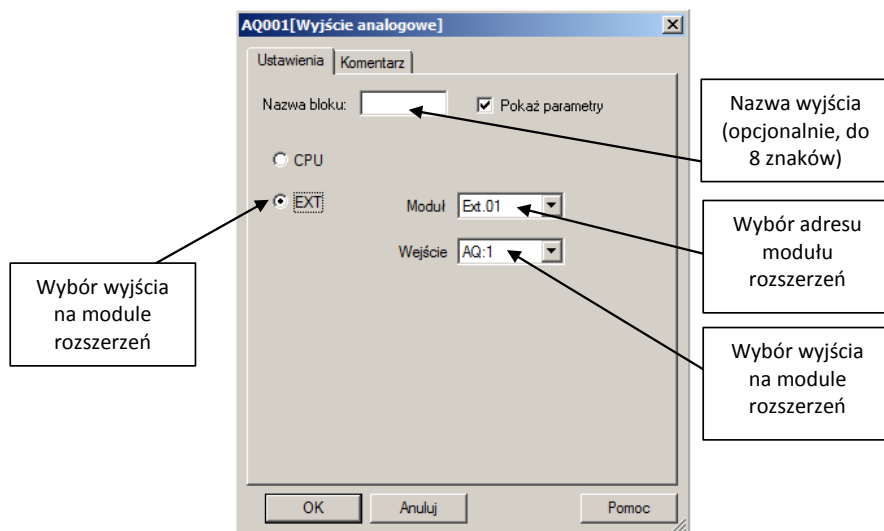 AQ001[Wyjście analogowe]
Ustawienia
Komentarz
Nazwa bloku:
Pokaż parametry
CPU
EXT
Moduł
Ext.01
Wejście
AQ:1
OK
Anuluj
Pomoc
Nazwa wyjścia
(opcjonalnie, do
8 znaków)
Wybór adresu
modułu
rozszerzeń
Wybór wyjścia
na module
rozszerzeń
Wybór wyjścia
na module
rozszerzeń